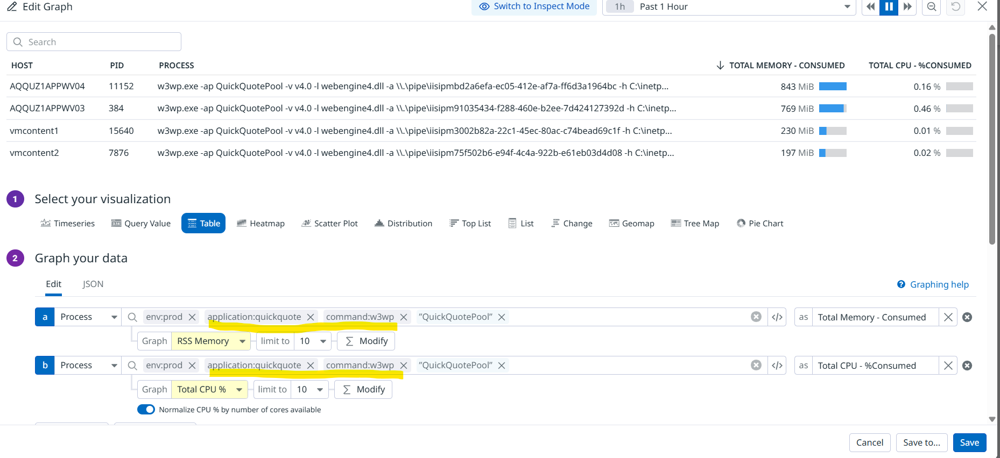 Edit Graph
Switch to Inspect Mode
1h Past 1 Hour
Search
HOST PID PROCESS TOTAL MEMORY - CONSUMED TOTAL CPU - %CONSUMED
AQQUZ1APPWV04 11152 w3wp.exe -ap QuickQuotePool -v v4.0 -l webengine4.dll -a \\.\pipe\iisipmbd2a6efa-ec05-412e-af7a-ff6d3a1964bc -h C:\inetp... 843 MiB 0.16 %
AQQUZ1APPWV03 384 w3wp.exe -ap QuickQuotePool -v v4.0 -l webengine4.dll -a \\.\pipe\iisipm91035434-f288-460e-b2ee-7d424127392d -h C:\inetp... 769 MiB 0.46 %
vmcontent1 15640 w3wp.exe -ap QuickQuotePool -v v4.0 -l webengine4.dll -a \\.\pipe\iisipm3002b82a-22c1-45ec-80ac-c74bead69c1f -h C:\inetp... 230 MiB 0.01 %
vmcontent2 7876 w3wp.exe -ap QuickQuotePool -v v4.0 -l webengine4.dll -a \\.\pipe\iisipm75f502b6-e94f-4c4a-922b-e61eb03d4d08 -h C:\inetp... 197 MiB 0.02 %
1 Select your visualization
Timeseries Query Value Table Heatmap Scatter Plot Distribution Top List List Change Geomap Tree Map Pie Chart
2 Graph your data
Edit JSON
Graphing help
a Process env:prod application:quickquote command:w3wp "QuickQuotePool" </> as Total Memory - Consumed
Graph RSS Memory limit to 10 Σ Modify
b Process env:prod application:quickquote command:w3wp "QuickQuotePool" </> as Total CPU - %Consumed
Graph Total CPU % limit to 10 Σ Modify
Normalize CPU % by number of cores available
Cancel Save to... Save